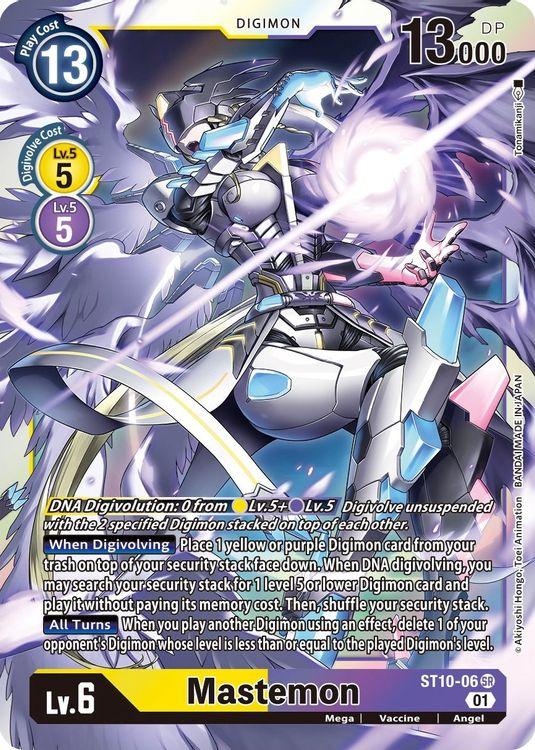 DIGIMON
Play Cost
13
13000 DP
Digivolve Cost
Lv.5
5
Lv.5
5
Tonamikanji
DNA Digivolution: 0 from Lv.5+ Lv.5 Digivolve unsuspended
with the 2 specified Digimon stacked on top of each other.
When Digivolving Place 1 yellow or purple Digimon card from your
trash on top of your security stack face down. When DNA digivolving, you
may search your security stack for 1 level 5 or lower Digimon card and
play it without paying its memory cost. Then, shuffle your security stack.
All Turns When you play another Digimon using an effect, delete 1 of your
opponent's Digimon whose level is less than or equal to the played Digimon's level.
© Akiyoshi Hongo, Toei Animation BANDAI MADE IN JAPAN
Lv.6
Mastemon
ST10-06 SR
01
Mega | Vaccine | Angel